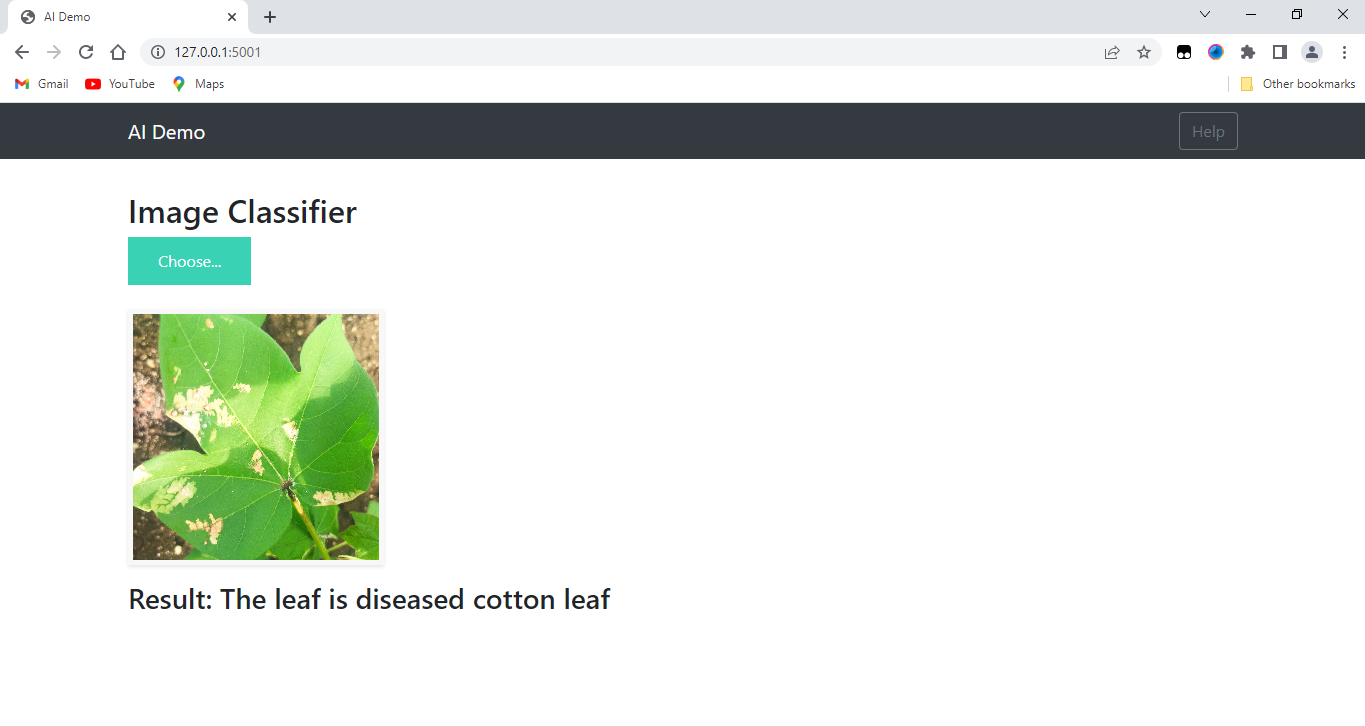 AI Demo
127.0.0.1:5001
Gmail YouTube Maps Other bookmarks
AI Demo Help
Image Classifier
Choose...
Result: The leaf is diseased cotton leaf